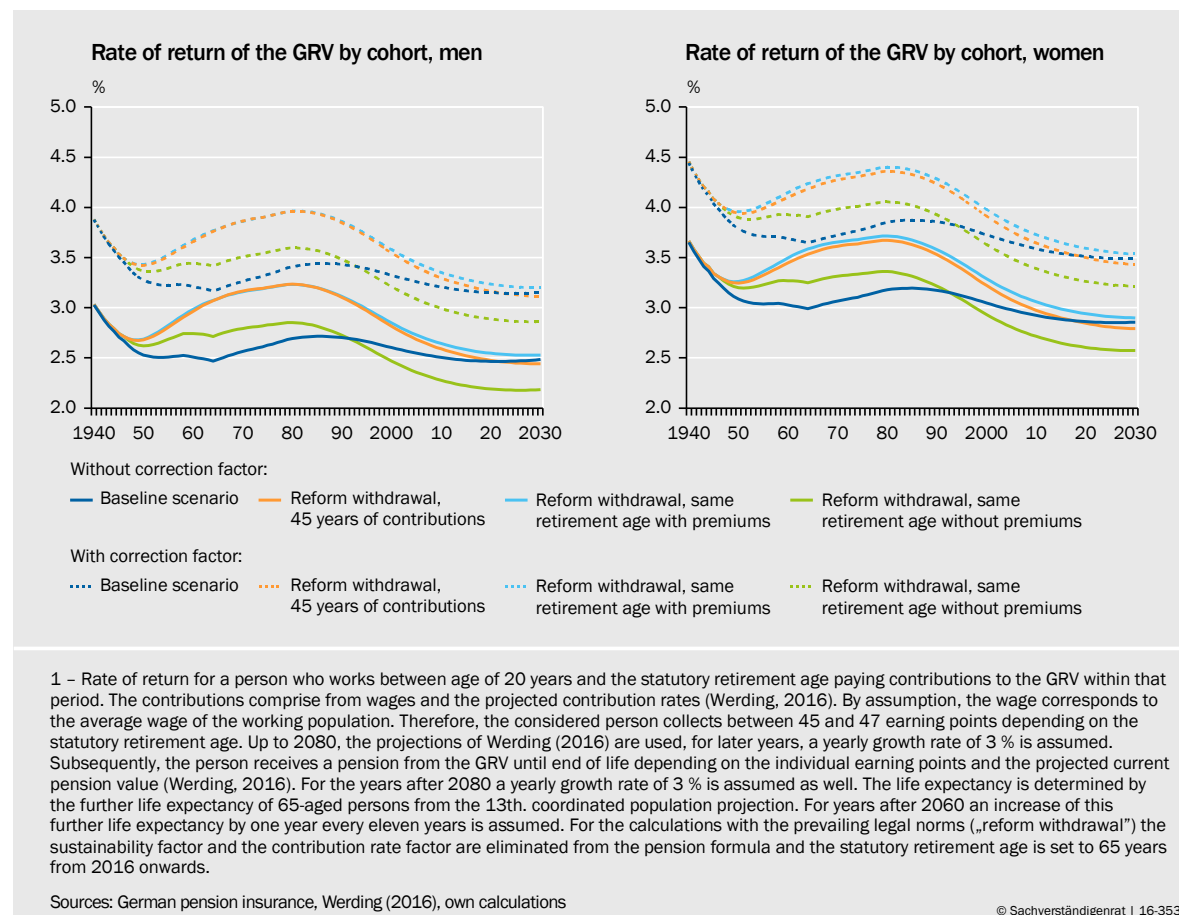 Rate of return of the GRV by cohort, men
%
5.0
4.5
4.0
3.5
3.0
2.5
2.0
1940 50 60 70 80 90 2000 10 20 2030
Rate of return of the GRV by cohort, women
%
5.0
4.5
4.0
3.5
3.0
2.5
2.0
1940 50 60 70 80 90 2000 10 20 2030
Without correction factor:
Baseline scenario
Reform withdrawal,
45 years of contributions
Reform withdrawal, same
retirement age with premiums
Reform withdrawal, same
retirement age without premiums
With correction factor:
Baseline scenario
Reform withdrawal,
45 years of contributions
Reform withdrawal, same
retirement age with premiums
Reform withdrawal, same
retirement age without premiums
1 – Rate of return for a person who works between age of 20 years and the statutory retirement age paying contributions to the GRV within that
period. The contributions comprise from wages and the projected contribution rates (Werding, 2016). By assumption, the wage corresponds to
the average wage of the working population. Therefore, the considered person collects between 45 and 47 earning points depending on the
statutory retirement age. Up to 2080, the projections of Werding (2016) are used, for later years, a yearly growth rate of 3 % is assumed.
Subsequently, the person receives a pension from the GRV until end of life depending on the individual earning points and the projected current
pension value (Werding, 2016). For the years after 2080 a yearly growth rate of 3 % is assumed as well. The life expectancy is determined by
the further life expectancy of 65-aged persons from the 13th. coordinated population projection. For years after 2060 an increase of this
further life expectancy by one year every eleven years is assumed. For the calculations with the prevailing legal norms („reform withdrawal”) the
sustainability factor and the contribution rate factor are eliminated from the pension formula and the statutory retirement age is set to 65 years
from 2016 onwards.
Sources: German pension insurance, Werding (2016), own calculations
© Sachverständigenrat | 16-353